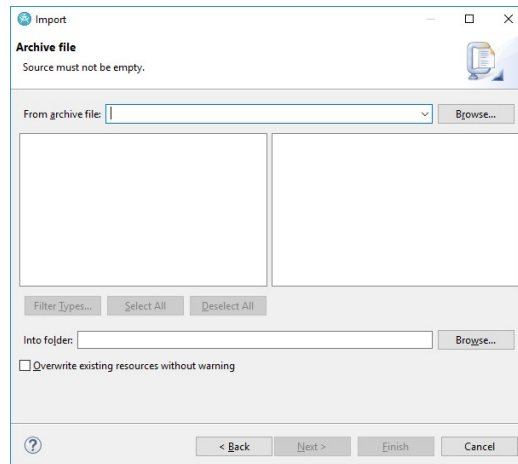 Import
Archive file
Source must not be empty.
From archive file:
Browse...
Filter Types...
Select All
Deselect All
Into folder:
Browse...
Overwrite existing resources without warning
?
< Back
Next >
Finish
Cancel